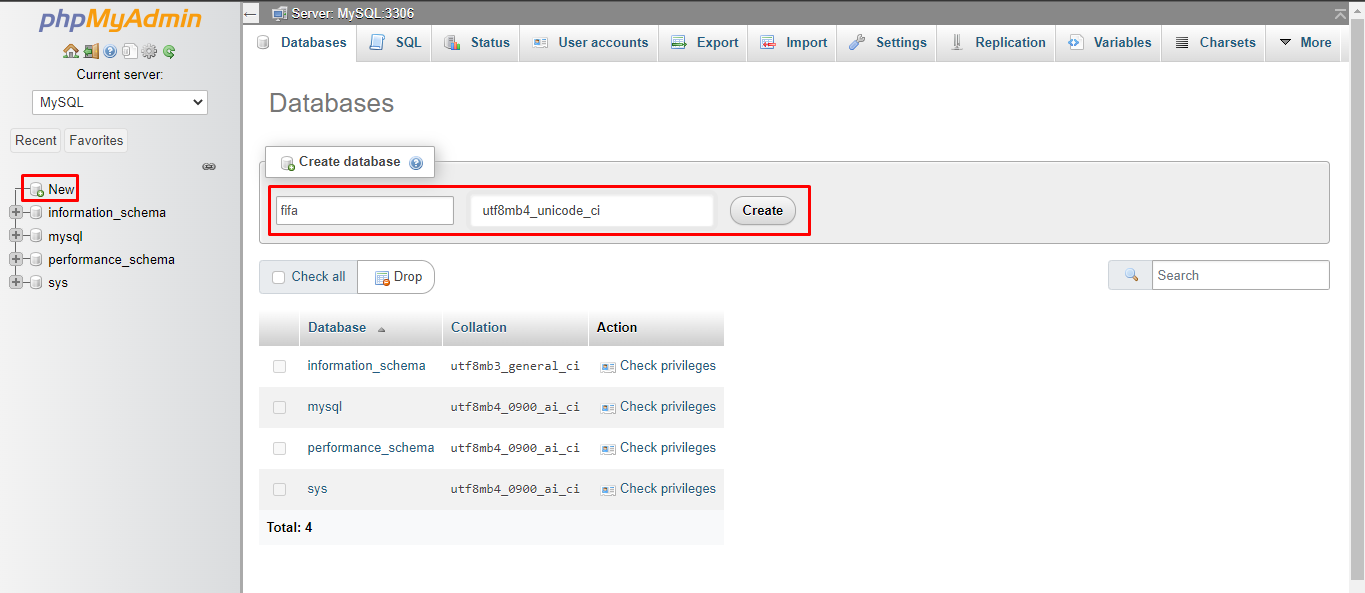 phpMyAdmin
Current server:
MySQL
Recent Favorites
New
information_schema
mysql
performance_schema
sys
Server: MySQL:3306
Databases SQL Status User accounts Export Import Settings Replication Variables Charsets More
Databases
Create database
fifa utf8mb4_unicode_ci Create
Check all Drop Search
Database Collation Action
information_schema utf8mb3_general_ci Check privileges
mysql utf8mb4_0900_ai_ci Check privileges
performance_schema utf8mb4_0900_ai_ci Check privileges
sys utf8mb4_0900_ai_ci Check privileges
Total: 4